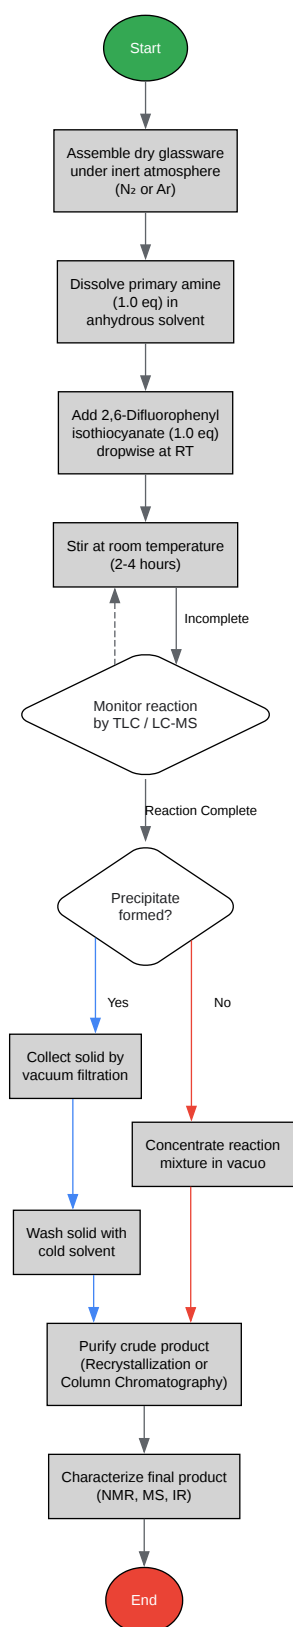 Start
Assemble dry glassware
under inert atmosphere
(N₂ or Ar)
Dissolve primary amine
(1.0 eq) in
anhydrous solvent
Add 2,6-Difluorophenyl
isothiocyanate (1.0 eq)
dropwise at RT
Stir at room temperature
(2-4 hours)
Incomplete
Monitor reaction
by TLC / LC-MS
Reaction Complete
Precipitate
formed?
Yes
No
Collect solid by
vacuum filtration
Concentrate reaction
mixture in vacuo
Wash solid with
cold solvent
Purify crude product
(Recrystallization or
Column Chromatography)
Characterize final product
(NMR, MS, IR)
End